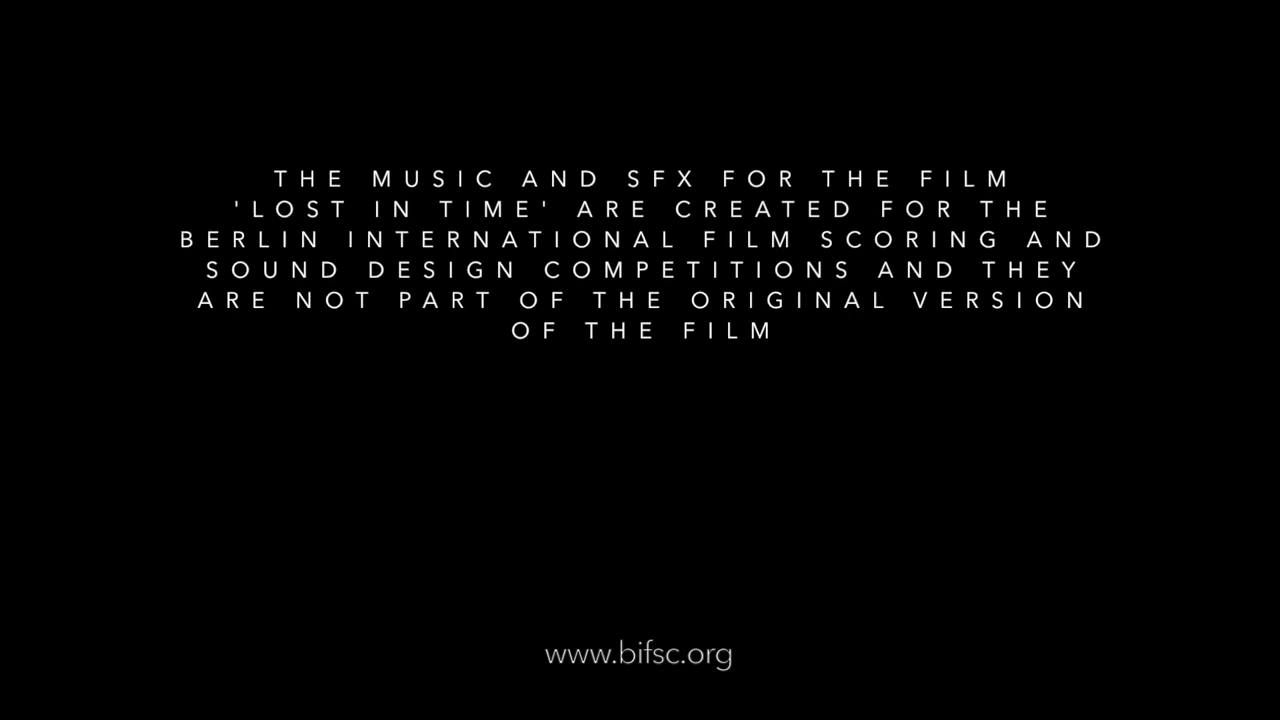 THE MUSIC AND SFX FOR THE FILM
'LOST IN TIME' ARE CREATED FOR THE
BERLIN INTERNATIONAL FILM SCORING AND
SOUND DESIGN COMPETITIONS AND THEY
ARE NOT PART OF THE ORIGINAL VERSION
OF THE FILM
www.bifsc.org